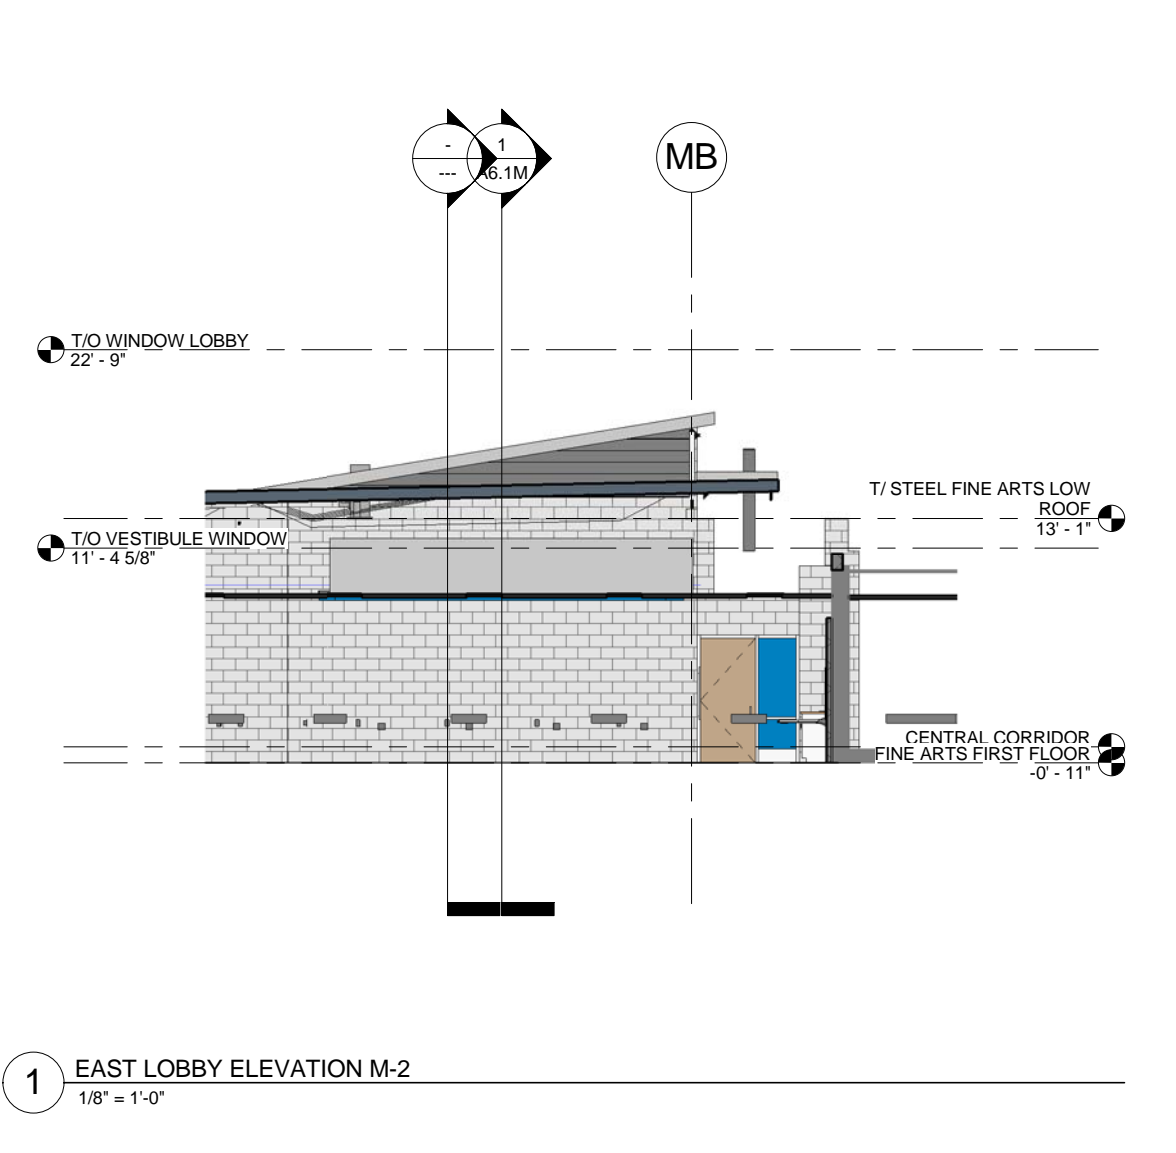 -
1
MB
---
A6.1M
T/O WINDOW LOBBY
22' - 9"
T/ STEEL FINE ARTS LOW
ROOF
13' - 1"
T/O VESTIBULE WINDOW
11' - 4 5/8"
CENTRAL CORRIDOR
FINE ARTS FIRST FLOOR
-0' - 11"
1
EAST LOBBY ELEVATION M-2
1/8" = 1'-0"